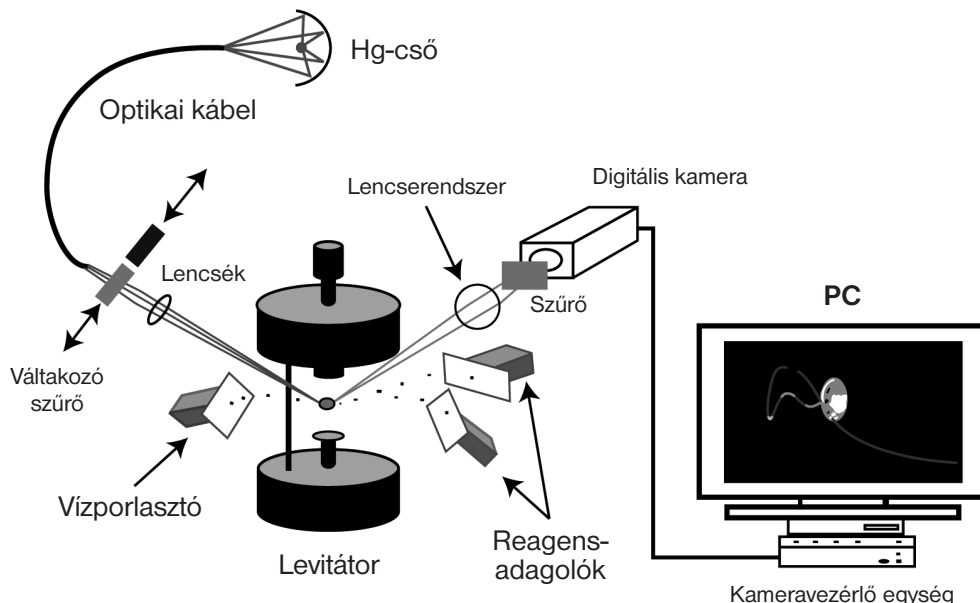 Hg-cső
Optikai kábel
Lencserendszer
Digitális kamera
Lencsék
Szűrő
PC
Váltakozó
szűrő
Vízporlasztó
Levitátor
Reagens-
adagolók
Kameravezérlő egység